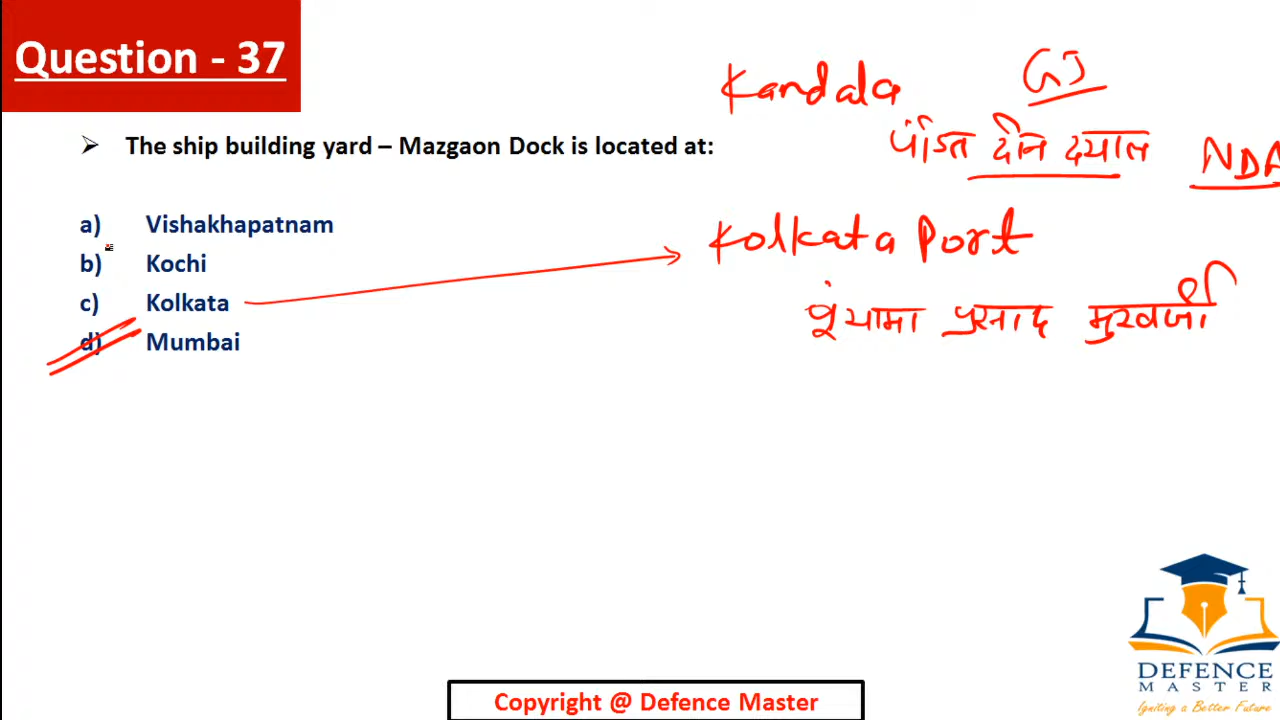 Question - 37
Kandala GJ
पंडित दीन दयाल NDA
➢ The ship building yard – Mazgaon Dock is located at:
a) Vishakhapatnam
Kolkata Port
b) Kochi
c) Kolkata
श्यामा प्रसाद मुखर्जी
d) Mumbai
DEFENCE
MASTER
Igniting a Better Future
Copyright @ Defence Master